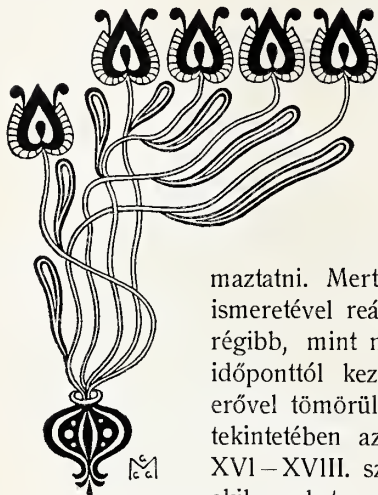 maztatni. Mert
ismeretével reá
régibb, mint n
időponttól kez
erővel tömörül
tekintetében az
XVI–XVIII. sz